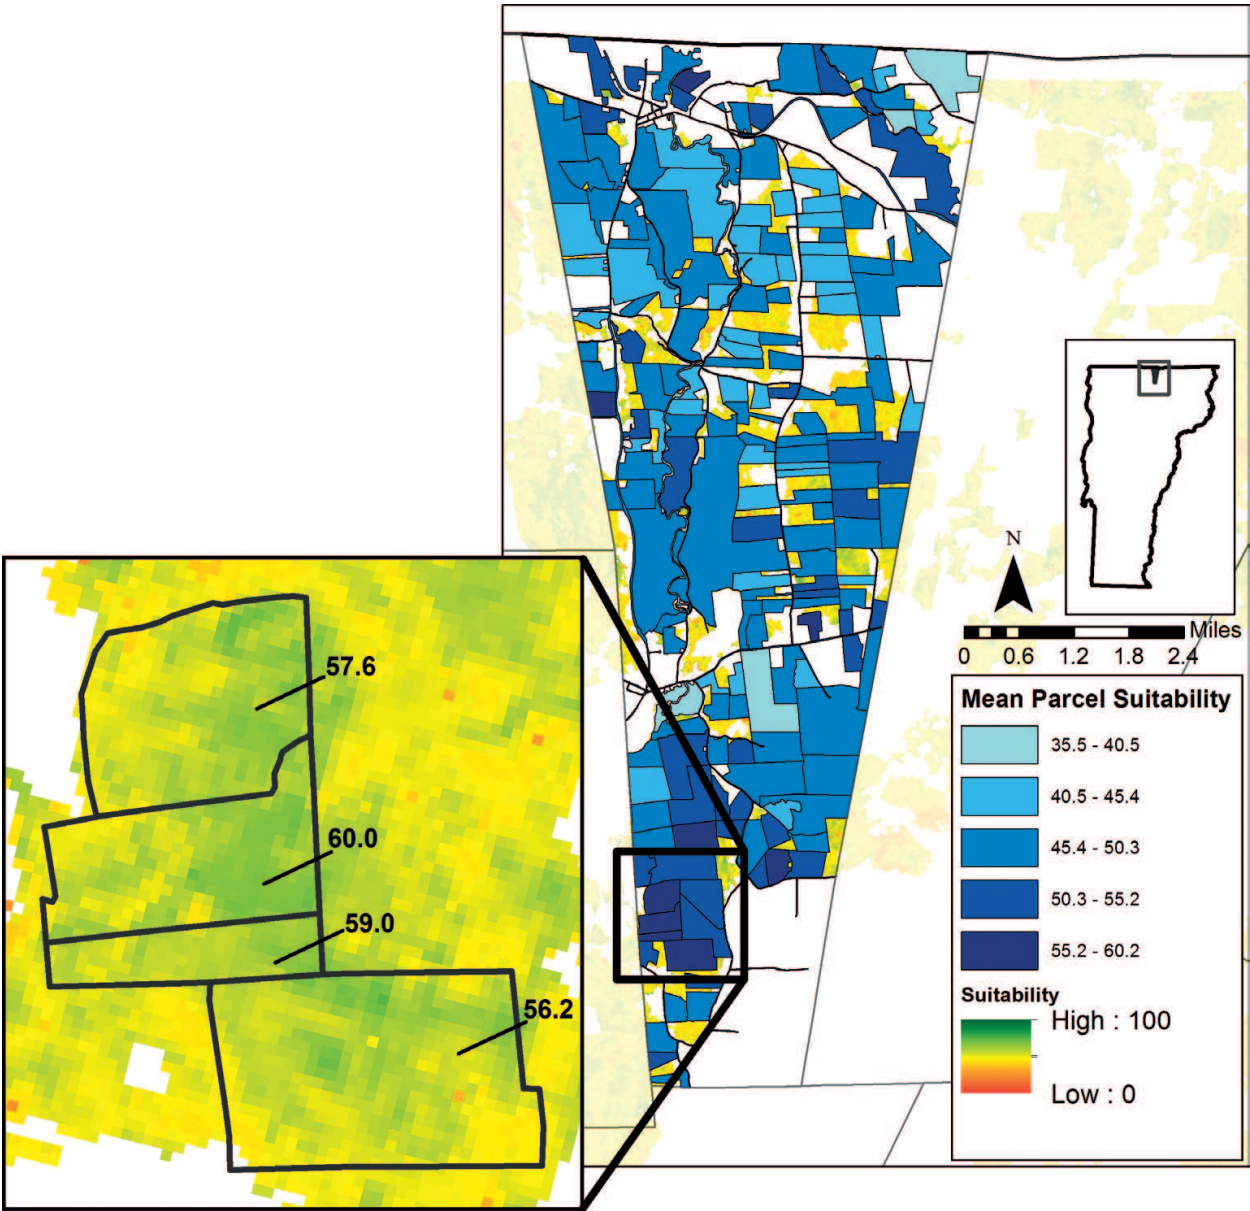 N
Miles
0 0.6 1.2 1.8 2.4
Mean Parcel Suitability
35.5 - 40.5
40.5 - 45.4
45.4 - 50.3
50.3 - 55.2
55.2 - 60.2
Suitability
High : 100
Low : 0
57.6
60.0
59.0
56.2